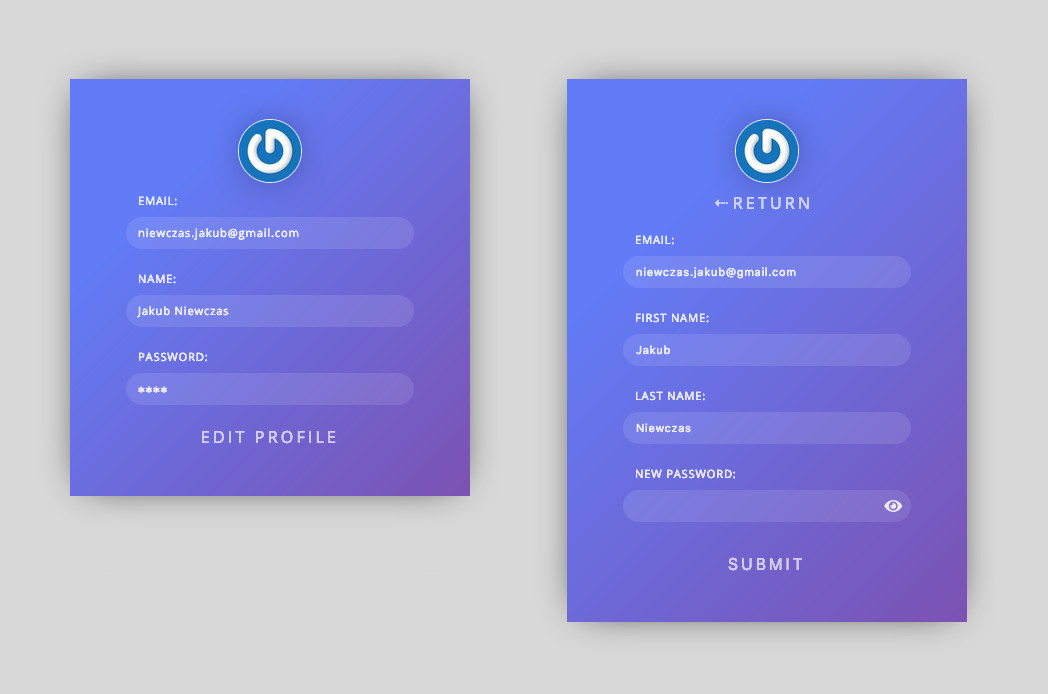 EMAIL:
niewczas.jakub@gmail.com
NAME:
Jakub Niewczas
PASSWORD:
****
EDIT PROFILE
←RETURN
EMAIL:
niewczas.jakub@gmail.com
FIRST NAME:
Jakub
LAST NAME:
Niewczas
NEW PASSWORD:
SUBMIT